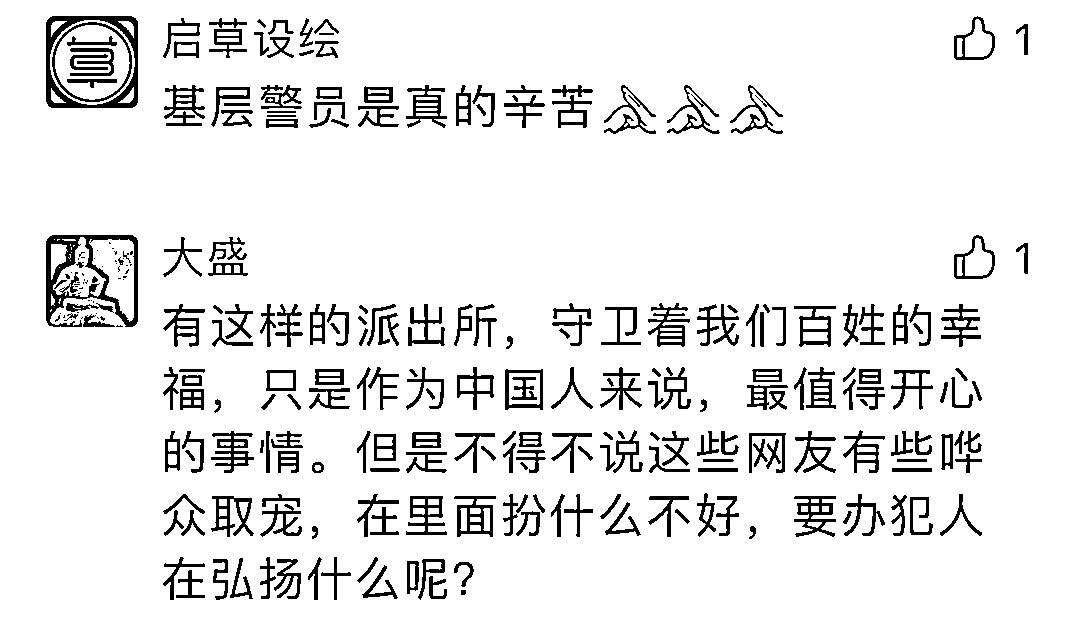 启草设绘
1
基层警员是真的辛苦
大盛
1
有这样的派出所，守卫着我们百姓的幸
福，只是作为中国人来说，最值得开心
的事情。但是不得不说这些网友有些哗
众取宠，在里面扮什么不好，要办犯人
在弘扬什么呢？